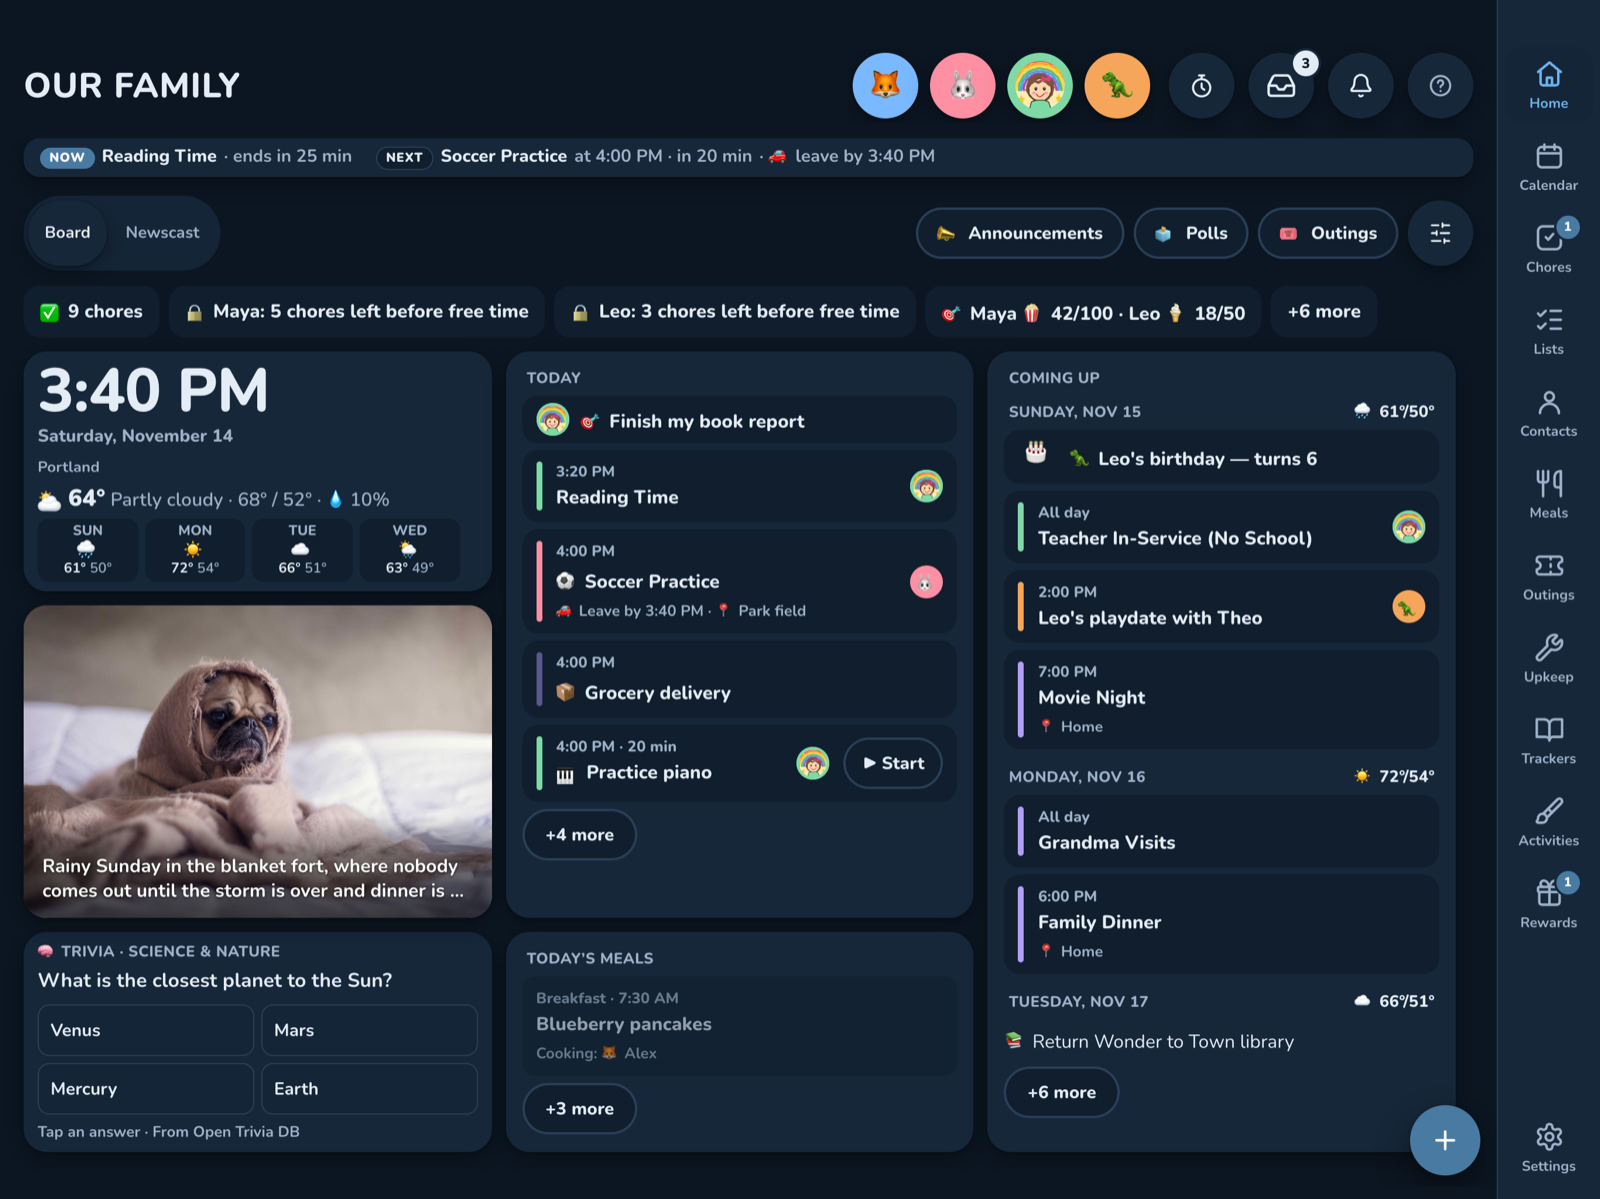 OUR FAMILY
3
NOW Reading Time · ends in 25 min NEXT Soccer Practice at 4:00 PM · in 20 min · leave by 3:40 PM
Board Newscast
Announcements Polls Outings
9 chores Maya: 5 chores left before free time Leo: 3 chores left before free time Maya 42/100 · Leo 18/50 +6 more
3:40 PM
Saturday, November 14
Portland
64° Partly cloudy · 68° / 52° · 10%
SUN MON TUE WED
61° 50° 72° 54° 66° 51° 63° 49°
Rainy Sunday in the blanket fort, where nobody
comes out until the storm is over and dinner is ...
TRIVIA · SCIENCE & NATURE
What is the closest planet to the Sun?
Venus Mars
Mercury Earth
Tap an answer · From Open Trivia DB
TODAY
Finish my book report
3:20 PM
Reading Time
4:00 PM
Soccer Practice
Leave by 3:40 PM · Park field
4:00 PM
Grocery delivery
4:00 PM · 20 min
Practice piano
Start
+4 more
TODAY'S MEALS
Breakfast · 7:30 AM
Blueberry pancakes
Cooking: Alex
+3 more
COMING UP
SUNDAY, NOV 15 61°/50°
Leo's birthday — turns 6
All day
Teacher In-Service (No School)
2:00 PM
Leo's playdate with Theo
7:00 PM
Movie Night
Home
MONDAY, NOV 16 72°/54°
All day
Grandma Visits
6:00 PM
Family Dinner
Home
TUESDAY, NOV 17 66°/51°
Return Wonder to Town library
+6 more
Home
Calendar
1
Chores
Lists
Contacts
Meals
Outings
Upkeep
Trackers
Activities
1
Rewards
Settings